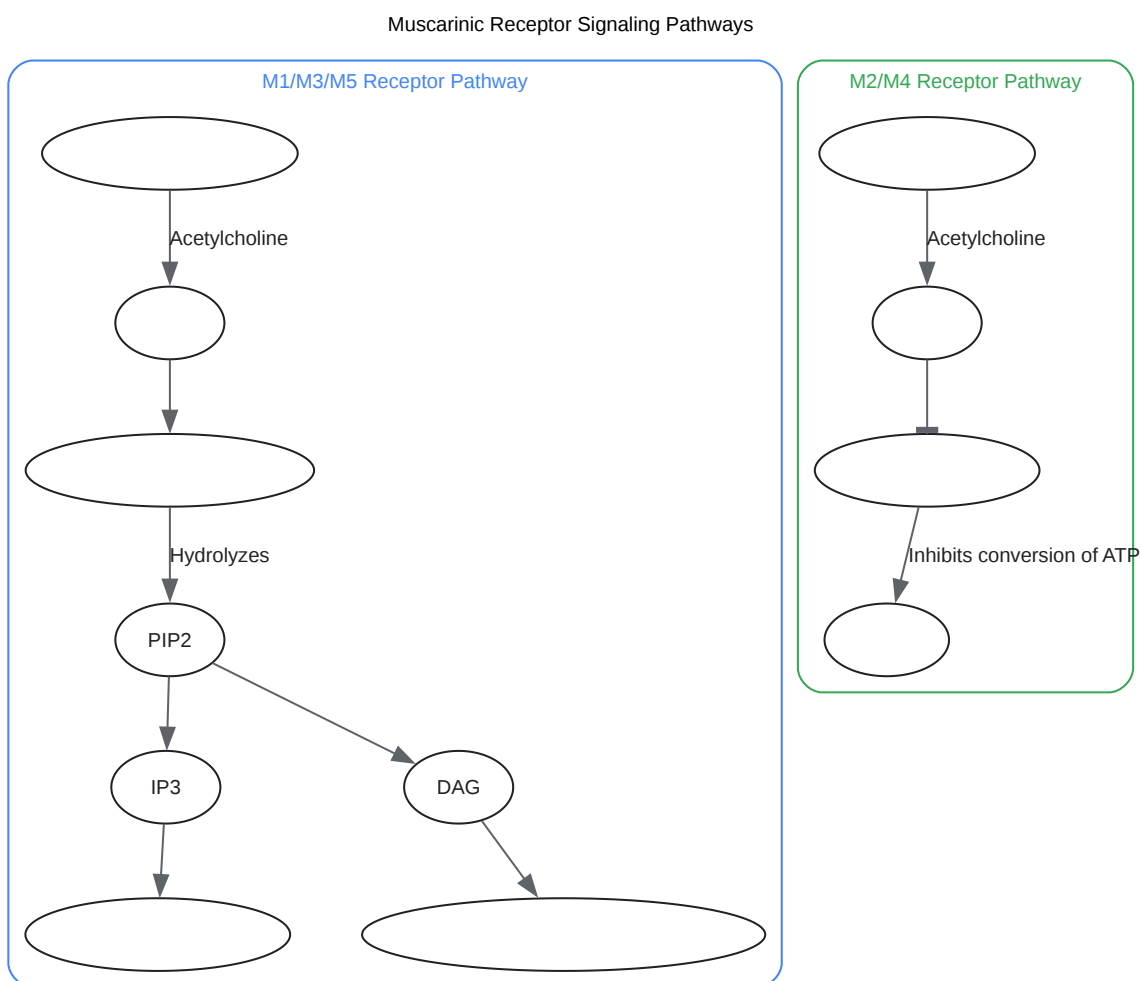 Muscarinic Receptor Signaling Pathways
M1/M3/M5 Receptor Pathway
Acetylcholine
Hydrolyzes
PIP2
IP3
DAG
M2/M4 Receptor Pathway
Acetylcholine
Inhibits conversion of ATP